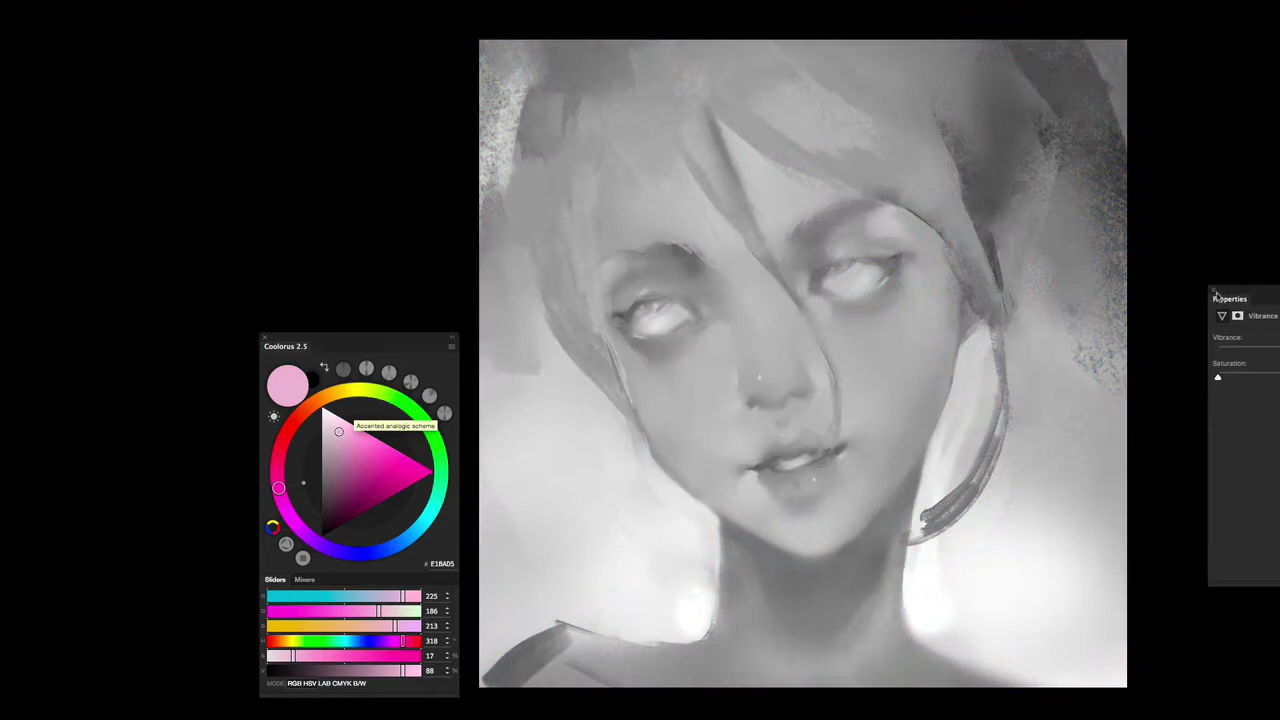 Coolorus 2.5
Accented analogic scheme
# E1BAD5
Sliders Mixers
R 225
G 186
B 213
H 318 °
S 17 %
V 88 %
MODE: RGB HSV LAB CMYK B/W
Properties
Vibrance
Vibrance:
Saturation: